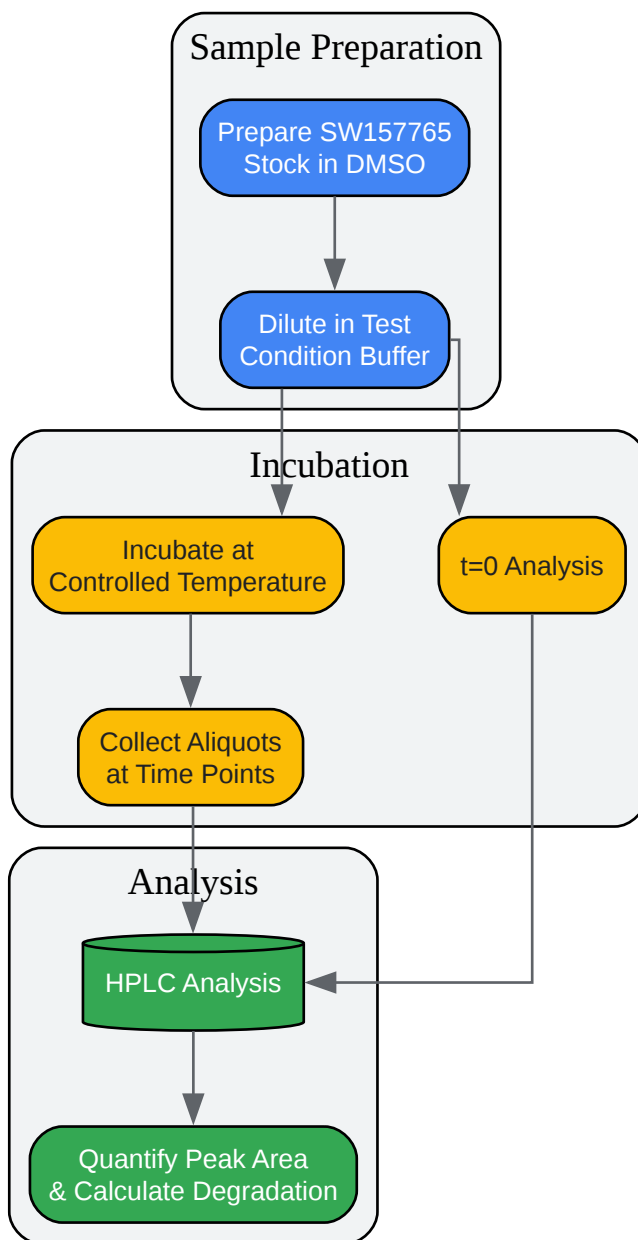 Sample Preparation
Prepare SW157765
Stock in DMSO
Dilute in Test
Condition Buffer
Incubation
Incubate at
Controlled Temperature
t=0 Analysis
Collect Aliquots
at Time Points
Analysis
HPLC Analysis
Quantify Peak Area
& Calculate Degradation